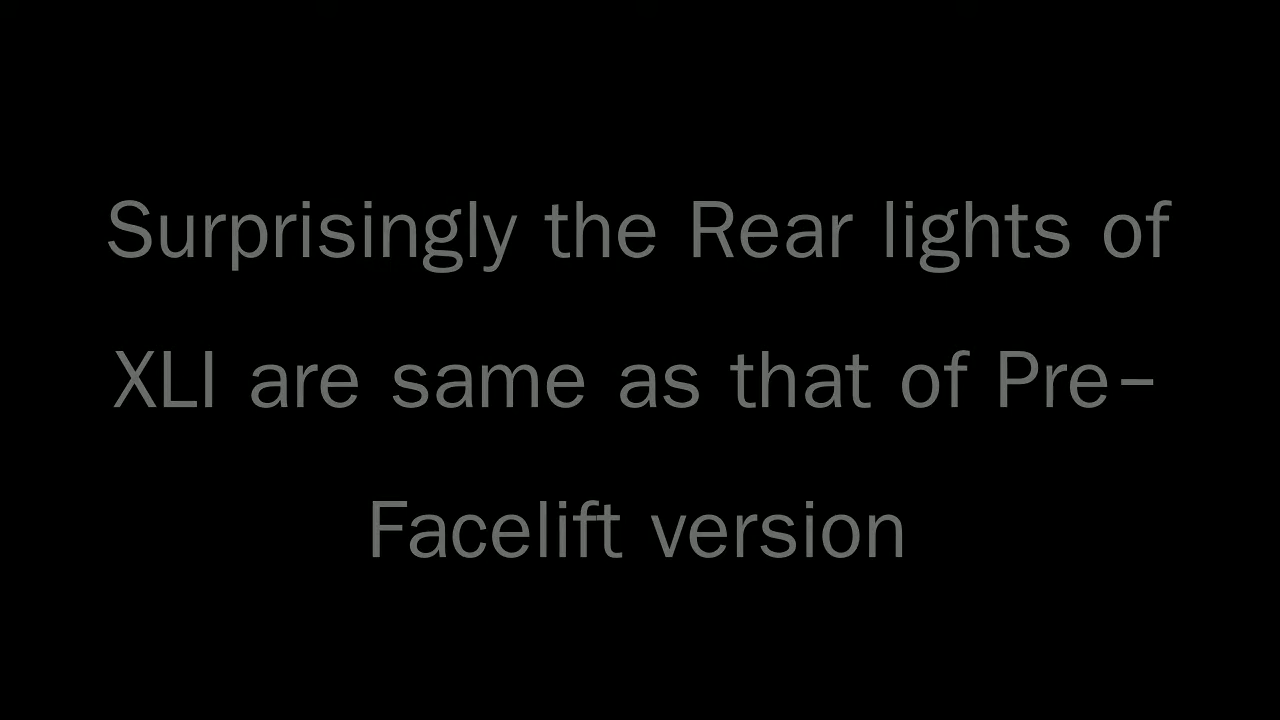 Surprisingly the Rear lights of
XLI are same as that of Pre-
Facelift version